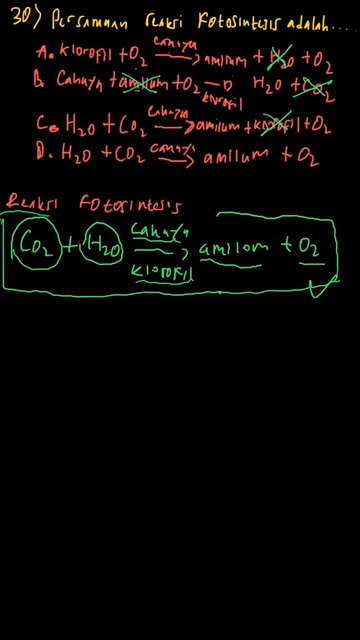 30) Persamaan reaksi Fotosintesis adalah....
A. Klorofil + O2 cahaya → amilum + H2O + O2
B. Cahaya + amilum + O2 → klorofil H2O + CO2
C. H2O + CO2 cahaya → amilum + klorofil + O2
D. H2O + CO2 cahaya → amilum + O2
Reaksi Fotosintesis
CO2 + H2O cahaya → klorofil amilum + O2